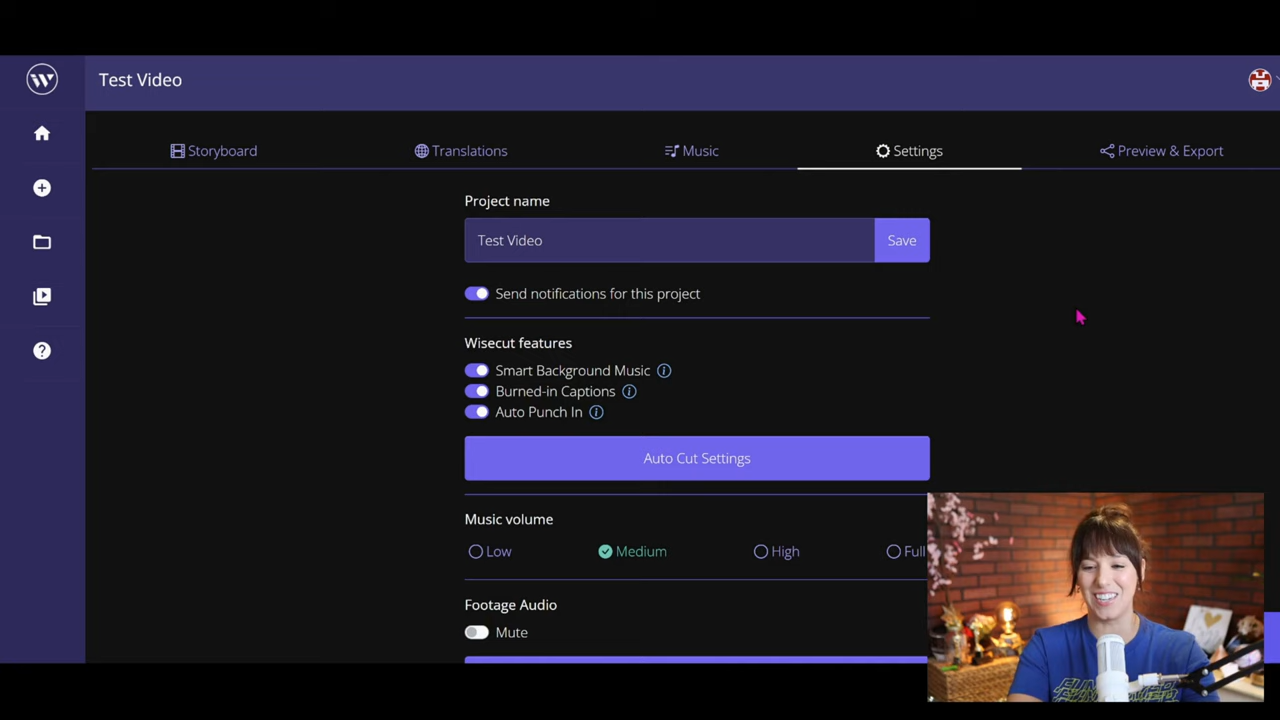 Test Video
Storyboard
Translations
Music
Settings
Preview & Export
Project name
Test Video
Save
Send notifications for this project
Wisecut features
Smart Background Music
Burned-in Captions
Auto Punch In
Auto Cut Settings
Music volume
Low
Medium
High
Full
Footage Audio
Mute